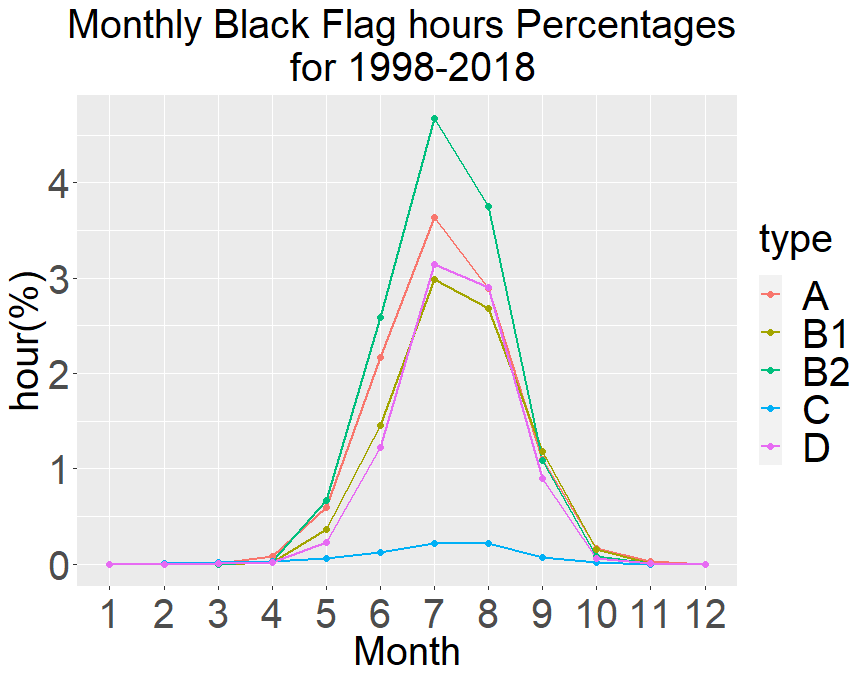 Monthly Black Flag hours Percentages
for 1998-2018
4
3
2
1
0
hour(%)
1 2 3 4 5 6 7 8 9 10 11 12
Month
type
A
B1
B2
C
D